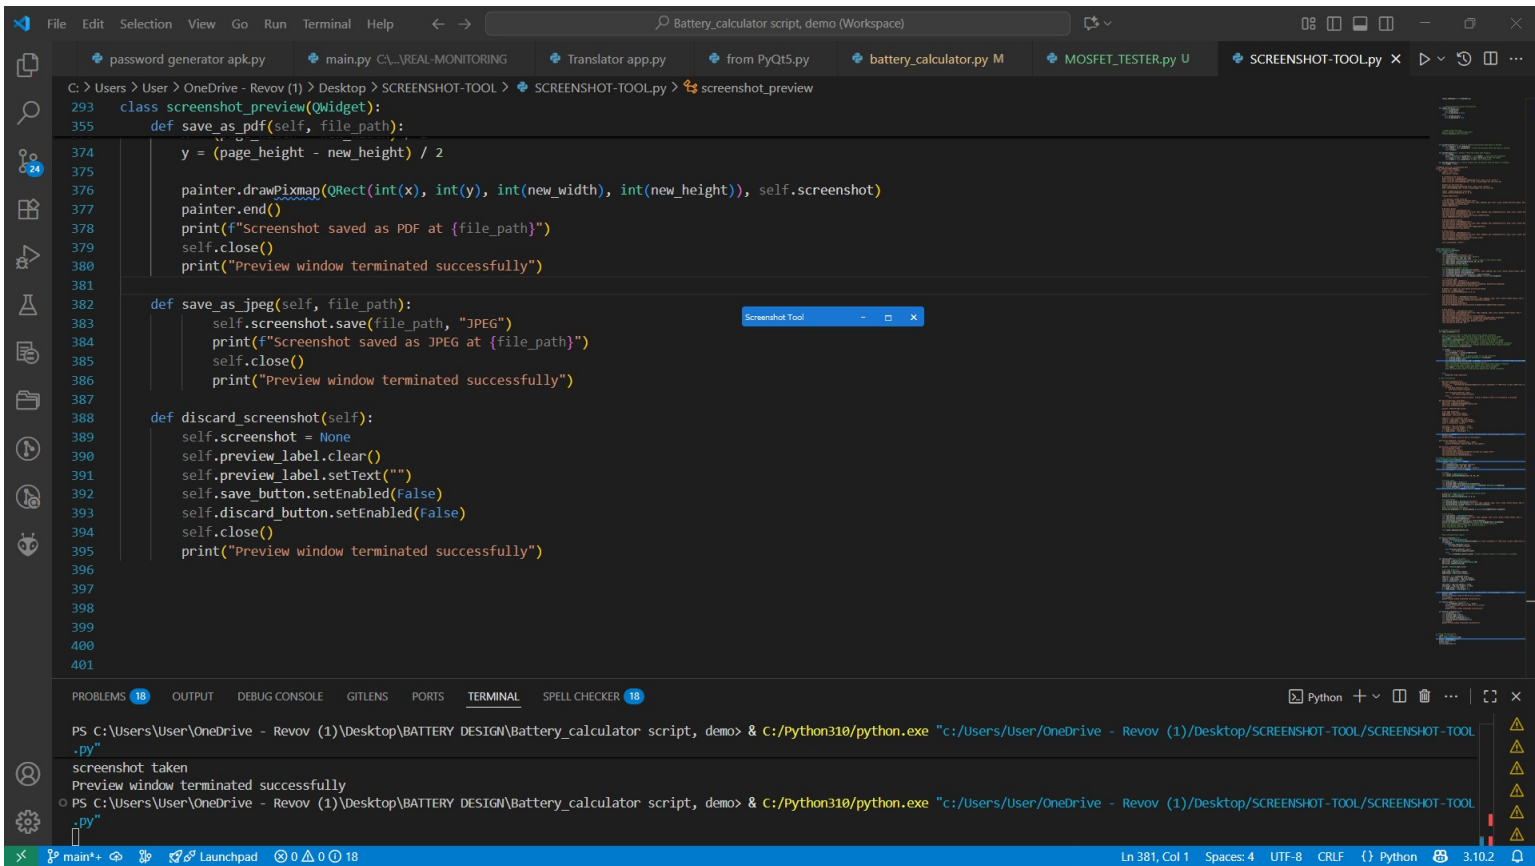 File Edit Selection View Go Run Terminal Help
Battery_calculator script, demo (Workspace)
password generator apk.py
main.py C:\...\REAL-MONITORING
Translator app.py
from PyQt5.py
battery_calculator.py M
MOSFET_TESTER.py U
SCREENSHOT-TOOL.py
C: > Users > User > OneDrive - Revov (1) > Desktop > SCREENSHOT-TOOL > SCREENSHOT-TOOL.py > screenshot_preview
293 class screenshot_preview(QWidget):
355 def save_as_pdf(self, file_path):
374 y = (page_height - new_height) / 2
375
376 painter.drawPixmap(QRect(int(x), int(y), int(new_width), int(new_height)), self.screenshot)
377 painter.end()
378 print(f"Screenshot saved as PDF at {file_path}")
379 self.close()
380 print("Preview window terminated successfully")
381
382 def save_as_jpeg(self, file_path):
383 self.screenshot.save(file_path, "JPEG")
384 print(f"Screenshot saved as JPEG at {file_path}")
385 self.close()
386 print("Preview window terminated successfully")
387
388 def discard_screenshot(self):
389 self.screenshot = None
390 self.preview_label.clear()
391 self.preview_label.setText("")
392 self.save_button.setEnabled(False)
393 self.discard_button.setEnabled(False)
394 self.close()
395 print("Preview window terminated successfully")
396
397
398
399
400
401
Screenshot Tool
24
PROBLEMS 18 OUTPUT DEBUG CONSOLE GITLENS PORTS TERMINAL SPELL CHECKER 18
Python
PS C:\Users\User\OneDrive - Revov (1)\Desktop\BATTERY DESIGN\Battery_calculator script, demo> & C:/Python310/python.exe "c:/Users/User/OneDrive - Revov (1)/Desktop/SCREENSHOT-TOOL/SCREENSHOT-TOOL
.py"
screenshot taken
Preview window terminated successfully
PS C:\Users\User\OneDrive - Revov (1)\Desktop\BATTERY DESIGN\Battery_calculator script, demo> & C:/Python310/python.exe "c:/Users/User/OneDrive - Revov (1)/Desktop/SCREENSHOT-TOOL/SCREENSHOT-TOOL
.py"
main*+ Launchpad 0 0 18
Ln 381, Col 1 Spaces: 4 UTF-8 CRLF {} Python 3.10.2